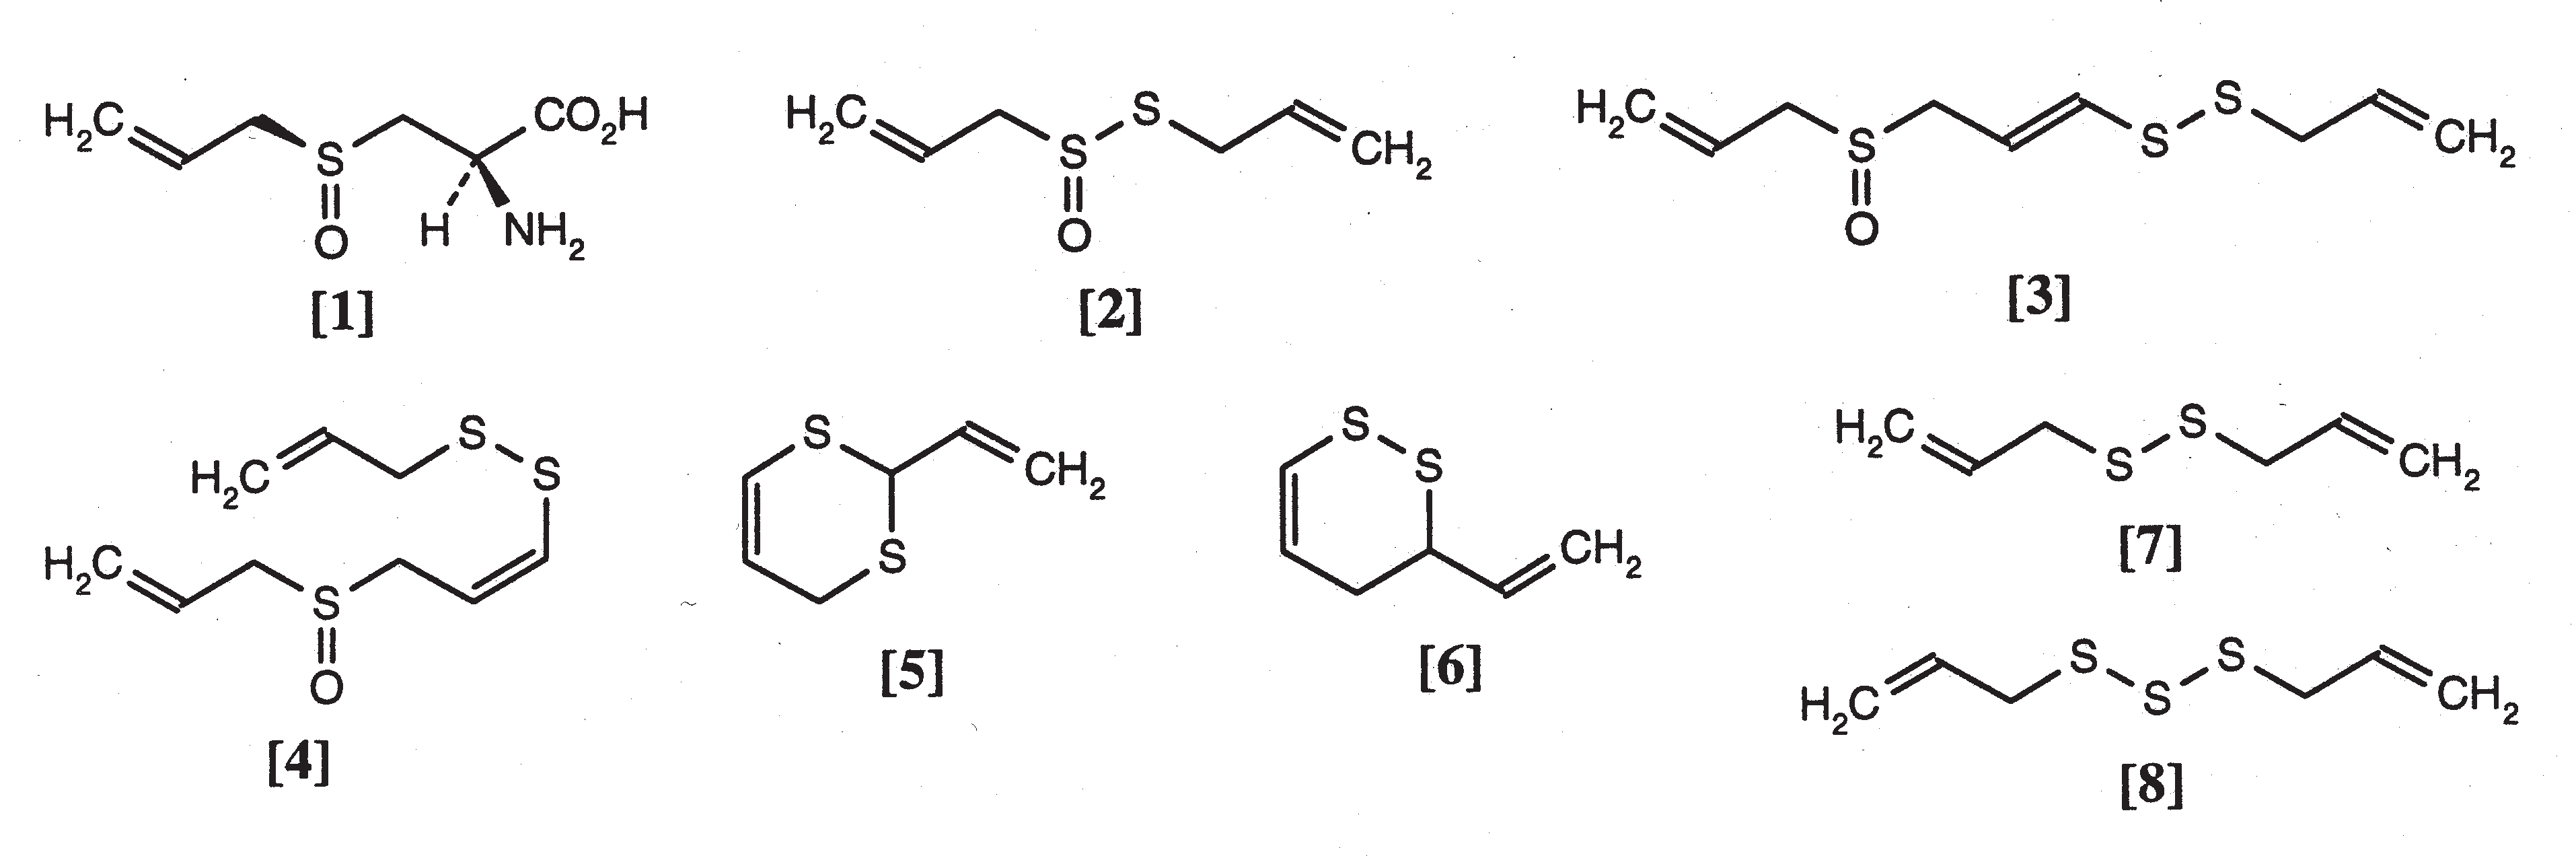 H₂C S O H CO₂H NH₂
[1]
H₂C S O S CH₂
[2]
H₂C S O S S CH₂
[3]
H₂C S S
H₂C S O
[4]
S CH₂ S
[5]
S S CH₂
[6]
H₂C S S CH₂
[7]
H₂C S S S CH₂
[8]